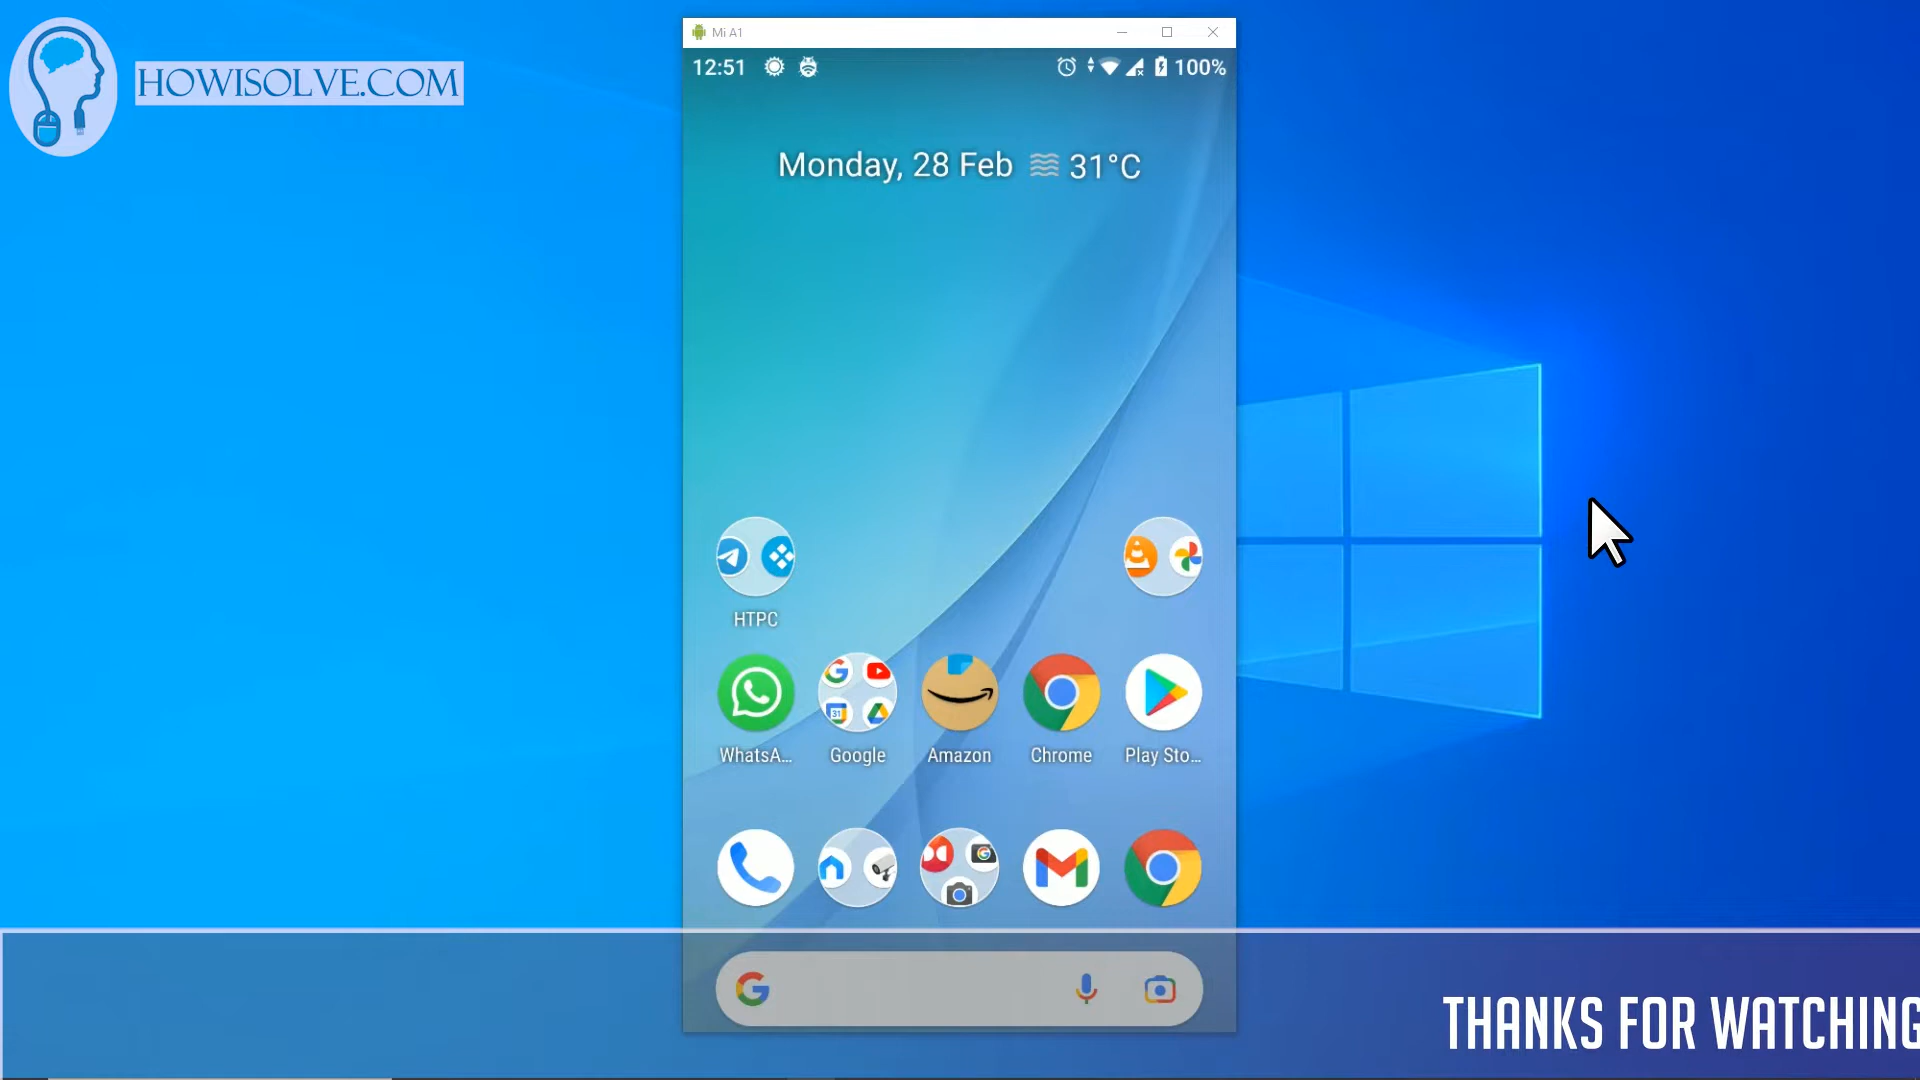 HOWISOLVE.COM
Mi A1
12:51
100%
Monday, 28 Feb 31°C
HTPC
WhatsA...
Google
Amazon
Chrome
Play Sto...
31
THANKS FOR WATCHING